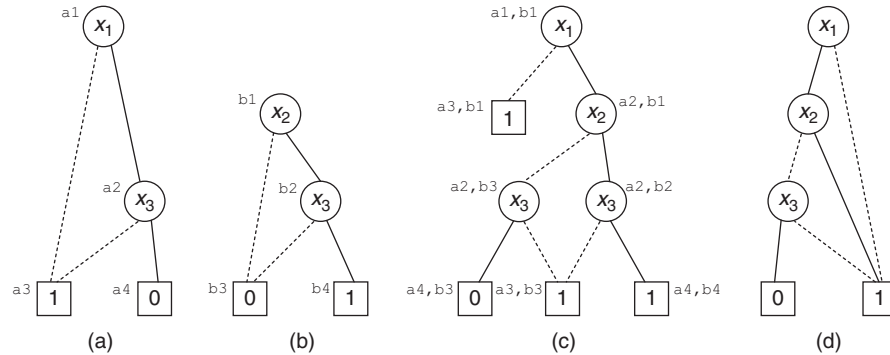 a1
x1
a2
x3
a3
1
a4
0
(a)
b1
x2
b2
x3
b3
0
b4
1
(b)
a1,b1
x1
a3,b1
1
a2,b1
x2
a2,b3
x3
a2,b2
x3
a4,b3
0
a3,b3
1
1
a4,b4
(c)
x1
x2
x3
0
1
(d)